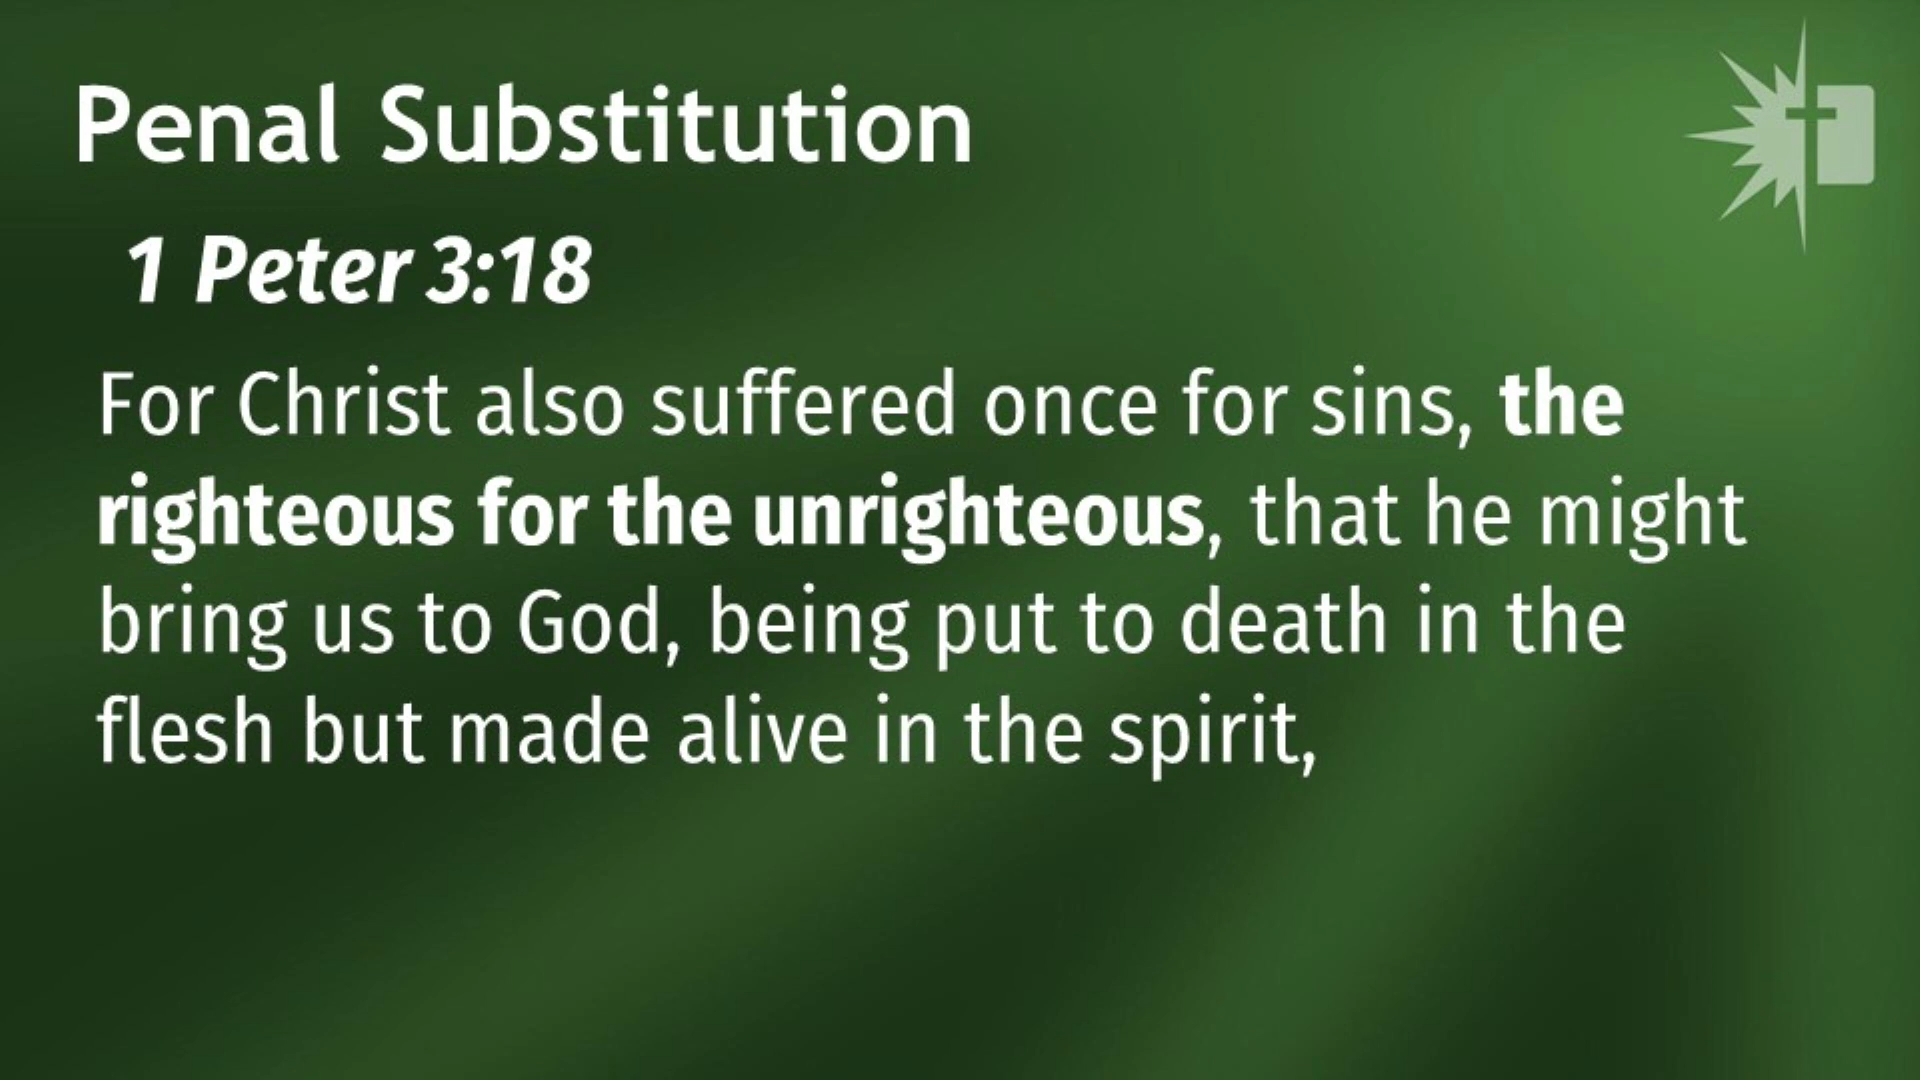 Penal Substitution
1 Peter 3:18
For Christ also suffered once for sins, the
righteous for the unrighteous, that he might
bring us to God, being put to death in the
flesh but made alive in the spirit,